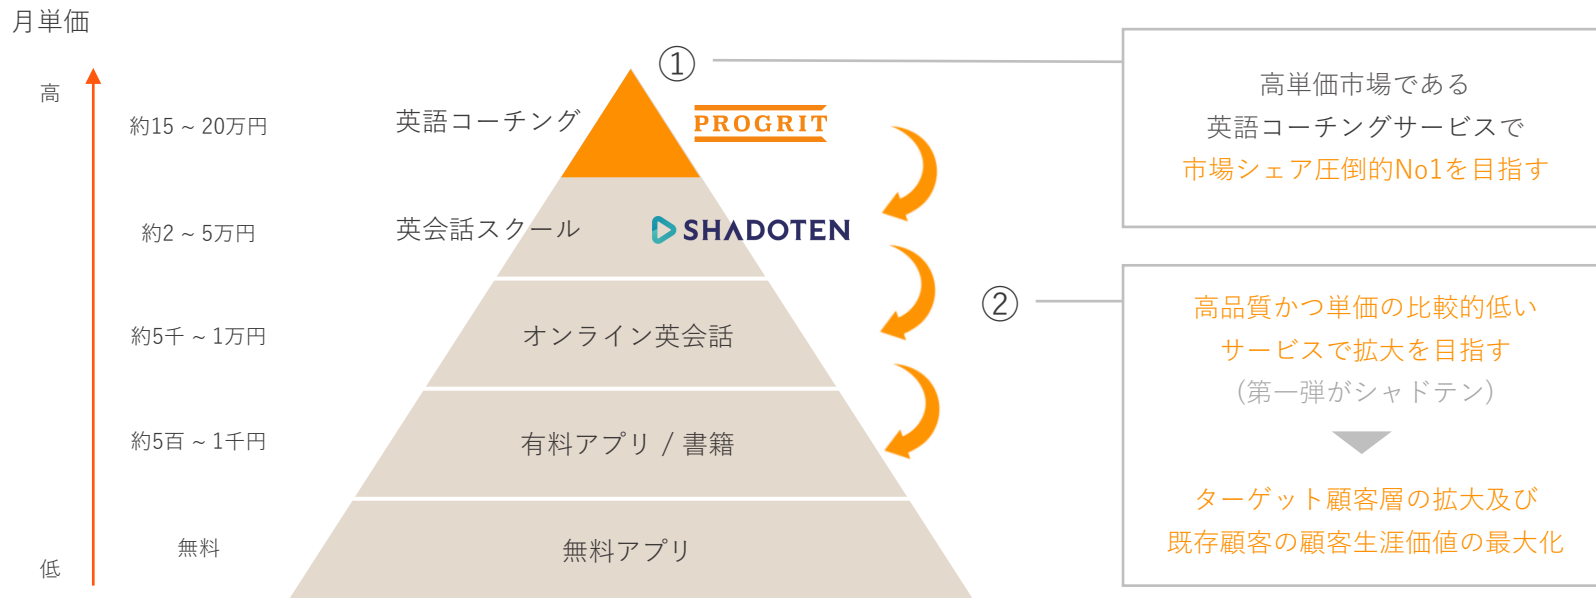 月単価
高
約15 ~ 20万円
英語コーチング
①
PROGRIT
約2 ~ 5万円
英会話スクール
SHADOTEN
約5千 ~ 1万円
オンライン英会話
約5百 ~ 1千円
有料アプリ / 書籍
無料
無料アプリ
低
高単価市場である
英語コーチングサービスで
市場シェア圧倒的No1を目指す
②
高品質かつ単価の比較的低い
サービスで拡大を目指す
(第一弾がシャドテン)
ターゲット顧客層の拡大及び
既存顧客の顧客生涯価値の最大化